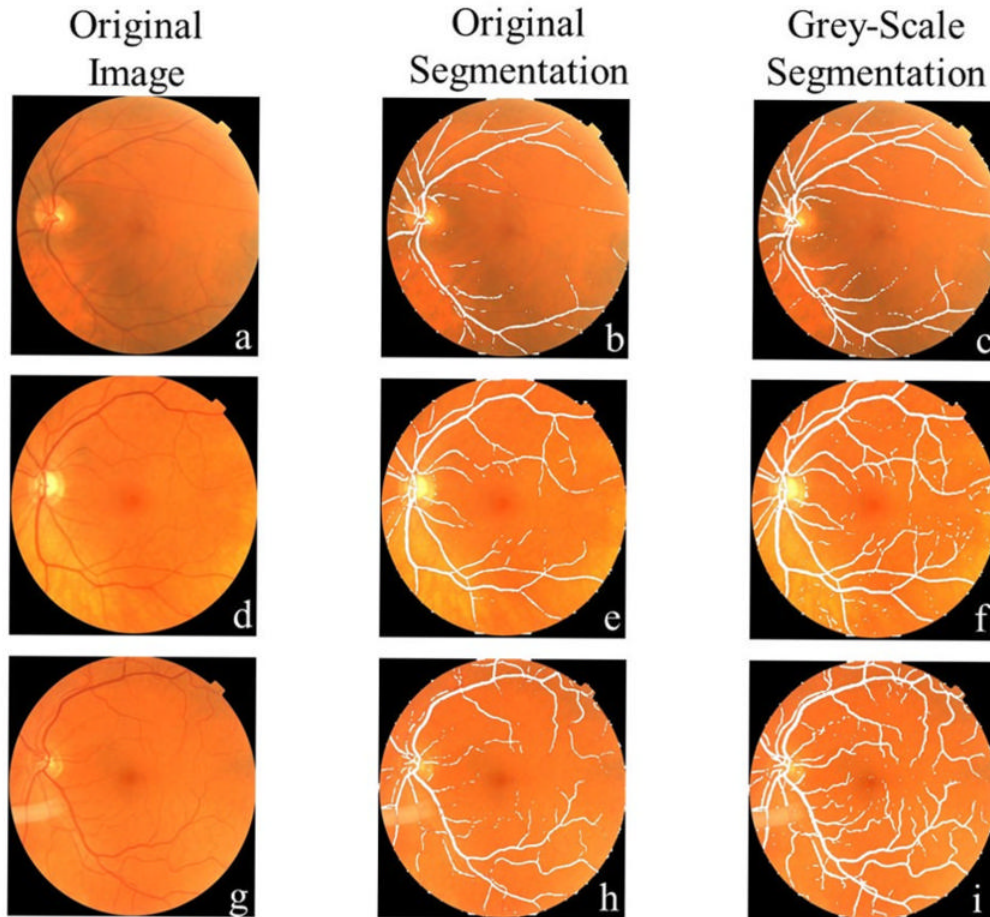 Original
Image
Original
Segmentation
Grey-Scale
Segmentation
a
b
c
d
e
f
g
h
i